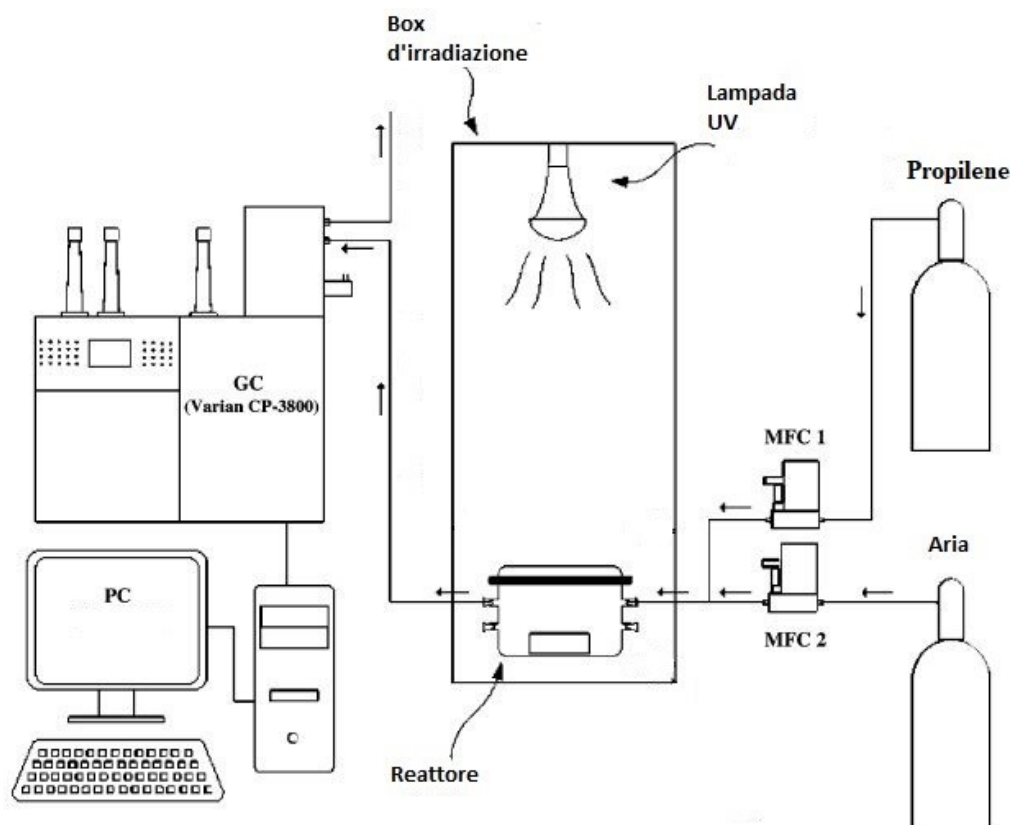 Box
d'irradiazione
Lampada
UV
Propilene
GC
(Varian CP-3800)
MFC 1
Aria
PC
MFC 2
Reattore